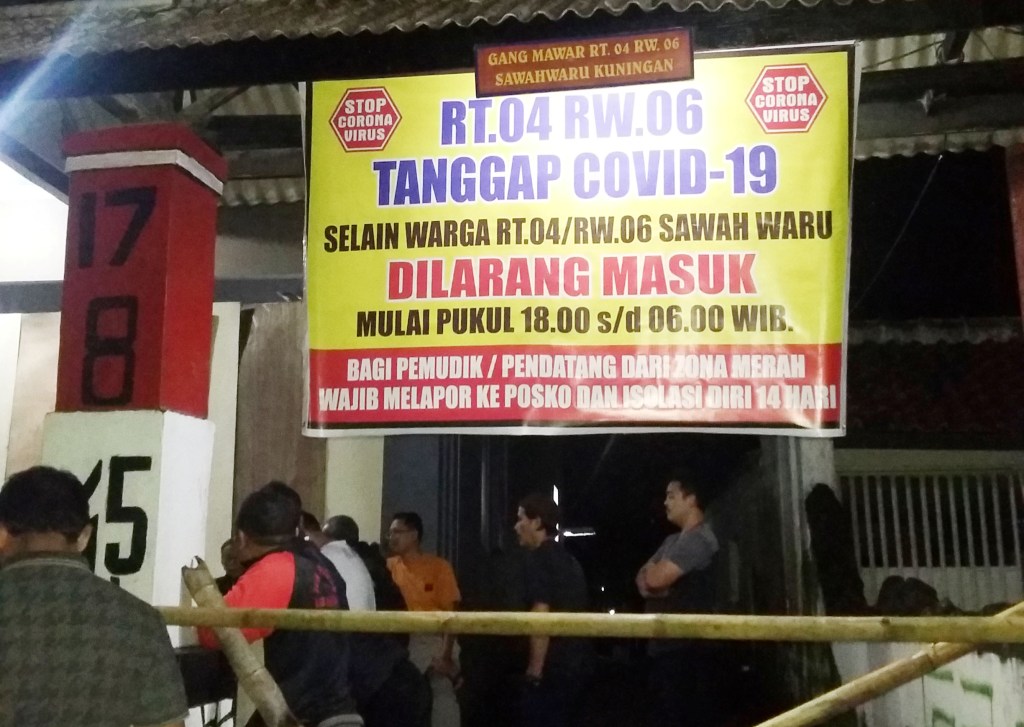 GANG MAWAR RT. 04 RW. 06
SAWAHWARU KUNINGAN
STOP
CORONA
VIRUS
STOP
CORONA
VIRUS
RT.04 RW.06
TANGGAP COVID-19
SELAIN WARGA RT.04/RW.06 SAWAH WARU
DILARANG MASUK
MULAI PUKUL 18.00 s/d 06.00 WIB.
BAGI PEMUDIK / PENDATANG DARI ZONA MERAH
WAJIB MELAPOR KE POSKO DAN ISOLASI DIRI 14 HARI
17
8
45